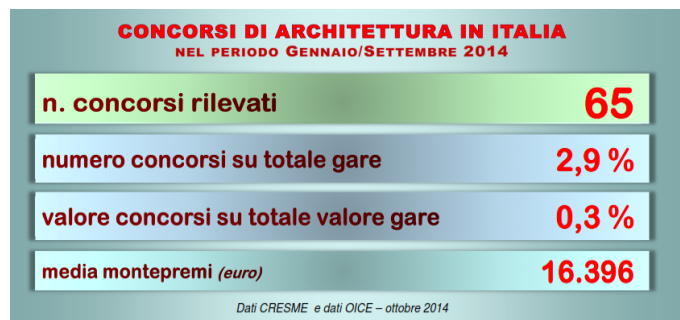 CONCORSI DI ARCHITETTURA IN ITALIA
NEL PERIODO GENNAIO/SETTEMBRE 2014
n. concorsi rilevati 65
numero concorsi su totale gare 2,9 %
valore concorsi su totale valore gare 0,3 %
media montepremi (euro) 16.396
Dati CRESME e dati OICE – ottobre 2014